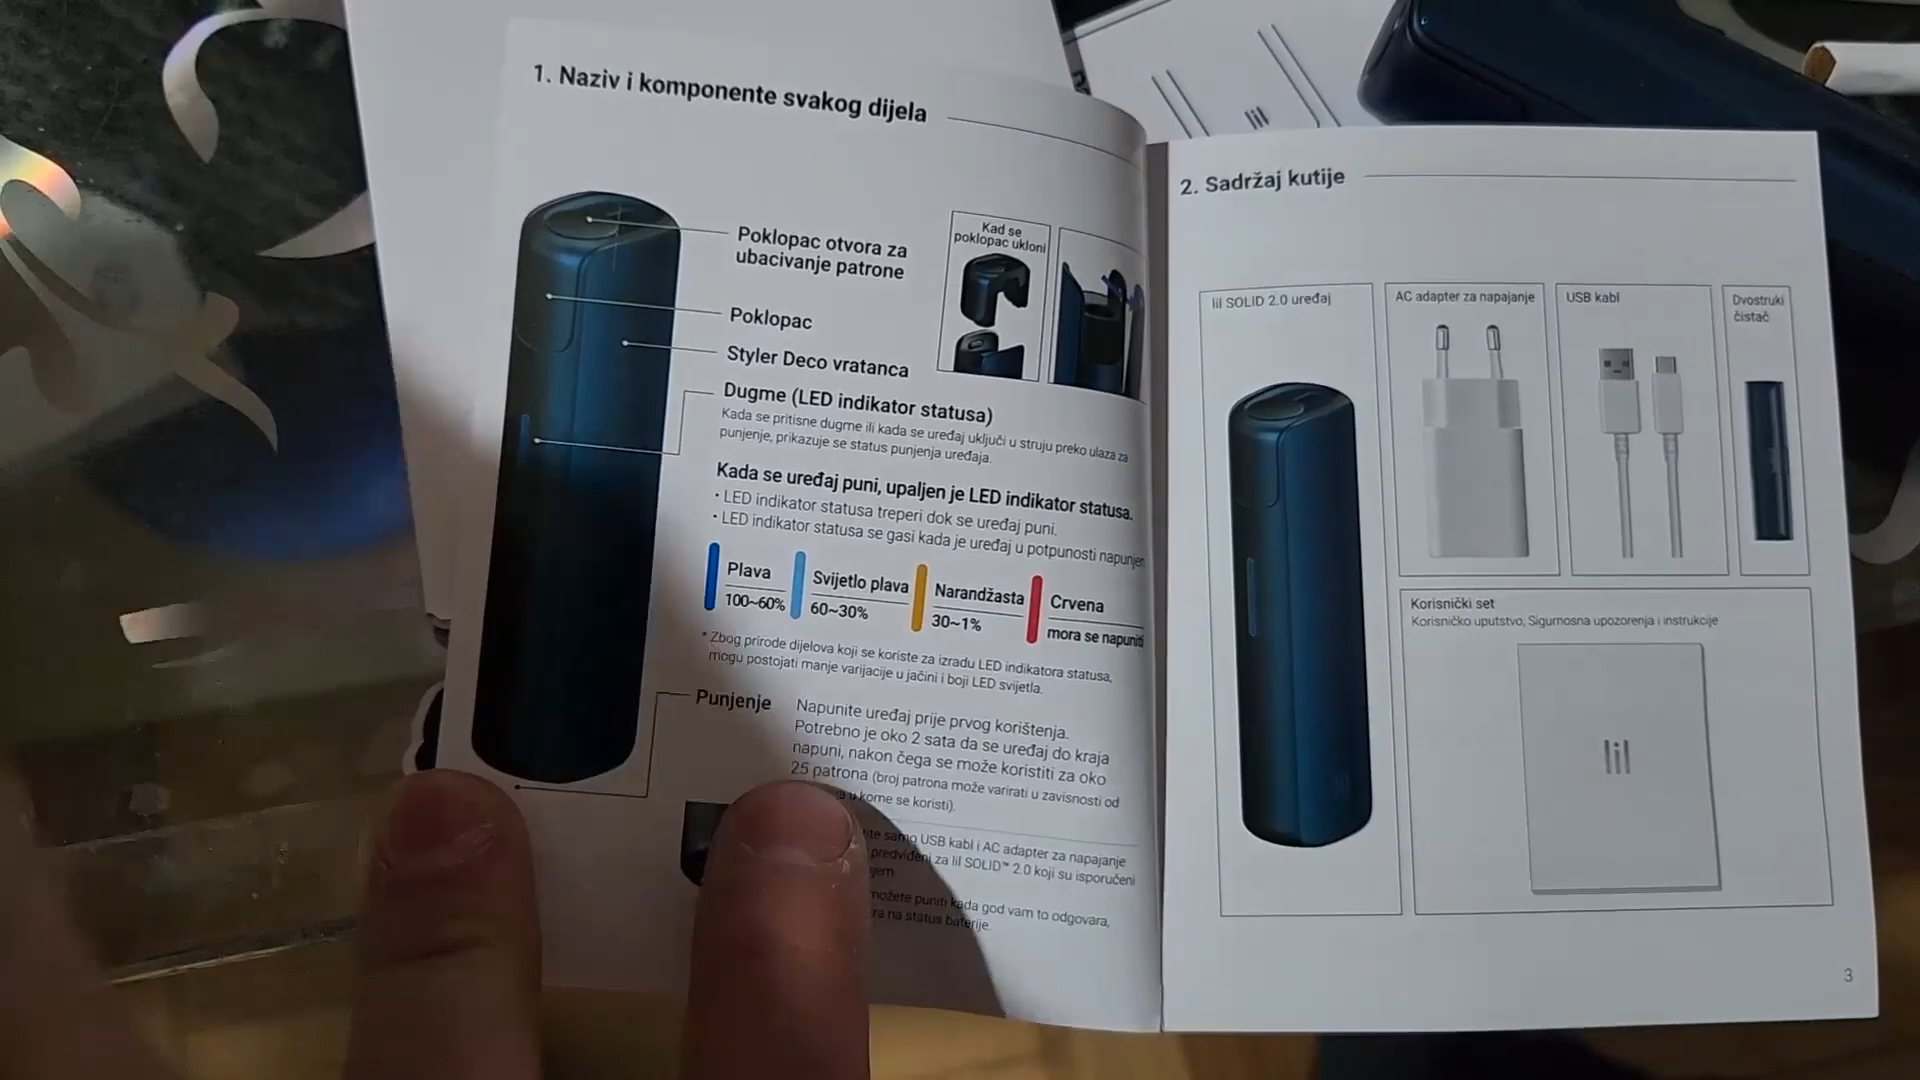 1. Naziv i komponente svakog dijela
Poklopac otvora za
ubacivanje patrone
Kad se
poklopac ukloni
Poklopac
Styler Deco vratanca
Dugme (LED indikator statusa)
Kada se pritisne dugme ili kada se uređaj uključi u struju preko ulaza za
punjenje, prikazuje se status punjenja uređaja.
Kada se uređaj puni, upaljen je LED indikator statusa.
• LED indikator statusa treperi dok se uređaj puni.
• LED indikator statusa se gasi kada je uređaj u potpunosti napunjen
Plava
100~60%
Svijetlo plava
60~30%
Narandžasta
30~1%
Crvena
mora se napuniti
* Zbog prirode dijelova koji se koriste za izradu LED indikatora statusa,
mogu postojati manje varijacije u jačini i boji LED svjetla.
Punjenje
Napunite uređaj prije prvog korištenja.
Potrebno je oko 2 sata da se uređaj do kraja
napuni, nakon čega se može koristiti za oko
25 patrona (broj patrona može varirati u zavisnosti od
u kome se koristi).
samo USB kabl i AC adapter za napajanje
predviđeni za lil SOLID™ 2.0 koji su isporučeni
možete puniti kada god vam to odgovara,
na status baterije.
2. Sadržaj kutije
lil SOLID 2.0 uređaj
AC adapter za napajanje
USB kabl
Dvostruki
čistač
Korisnički set
Korisničko uputstvo, Sigurnosna upozorenja i instrukcije
lil
3
lil